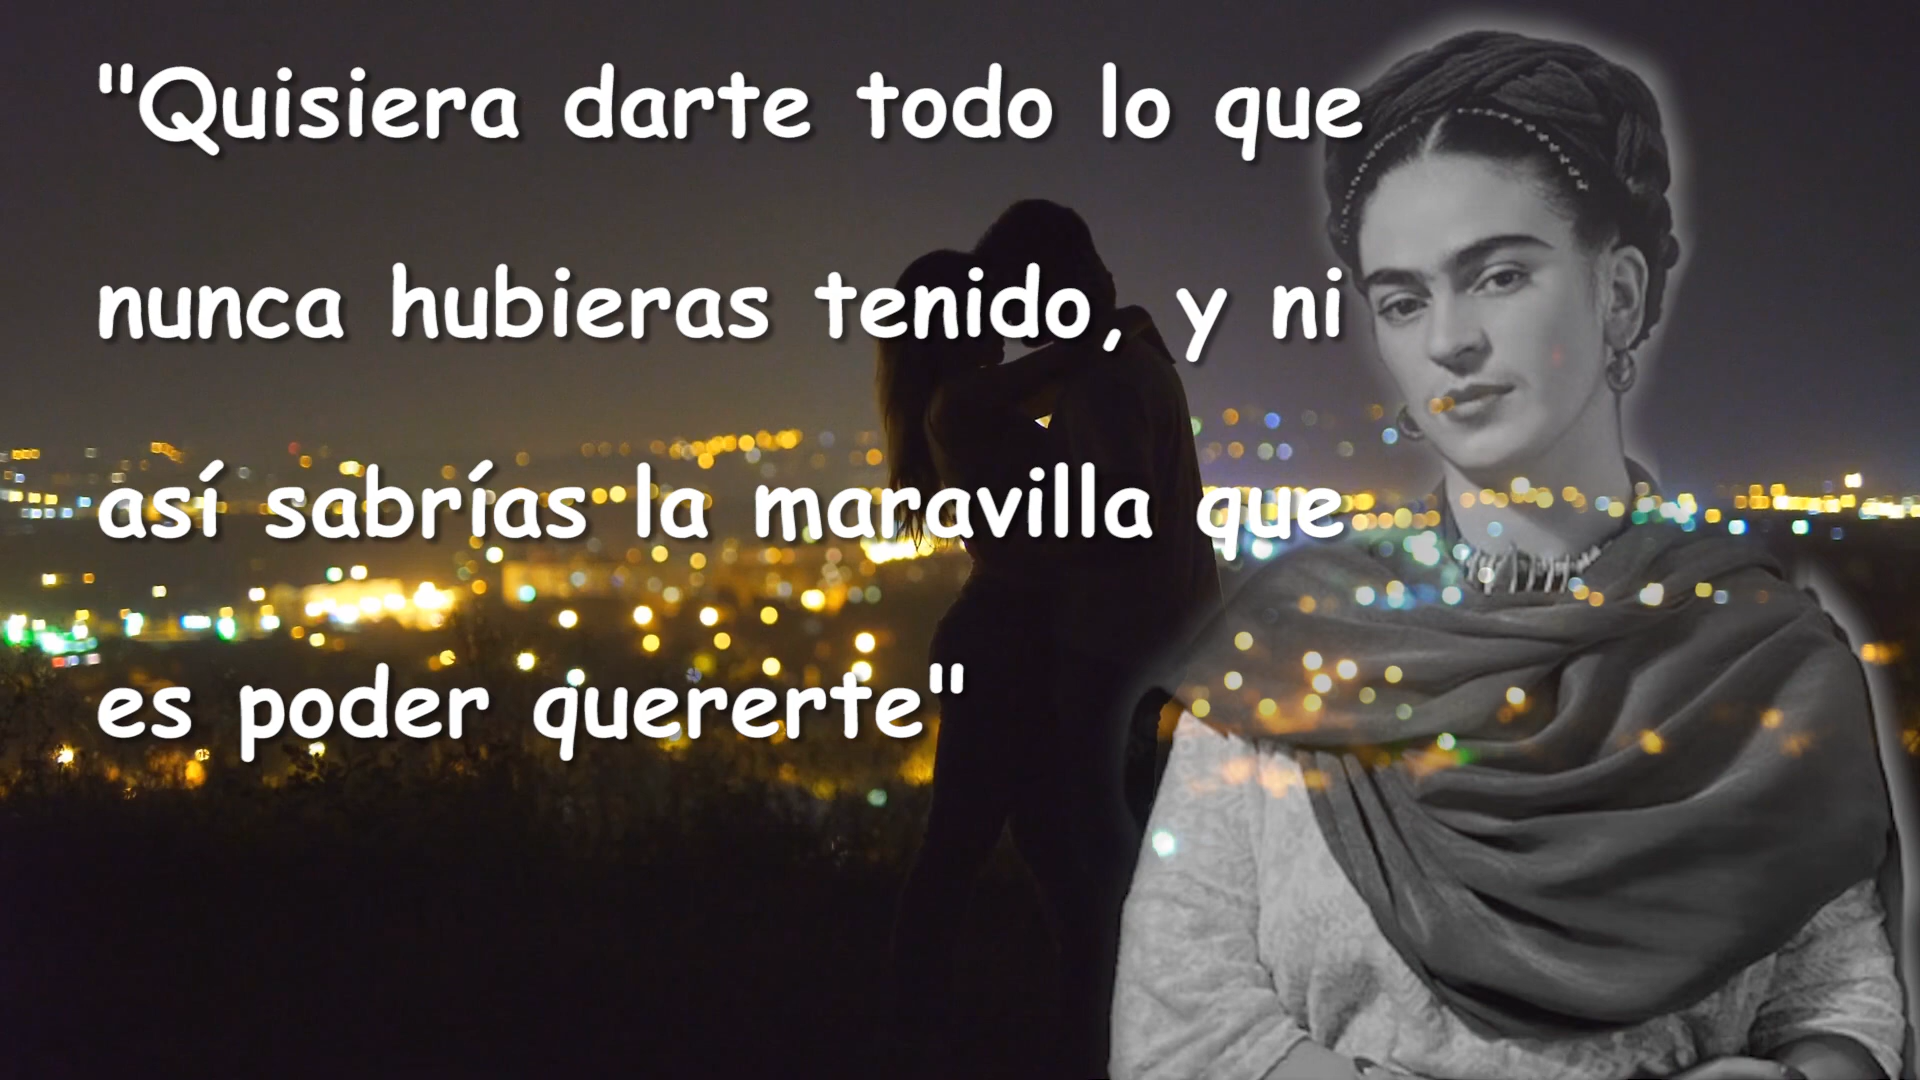 "Quisiera darte todo lo que
nunca hubieras tenido, y ni
así sabrías la maravilla que
es poder quererte"